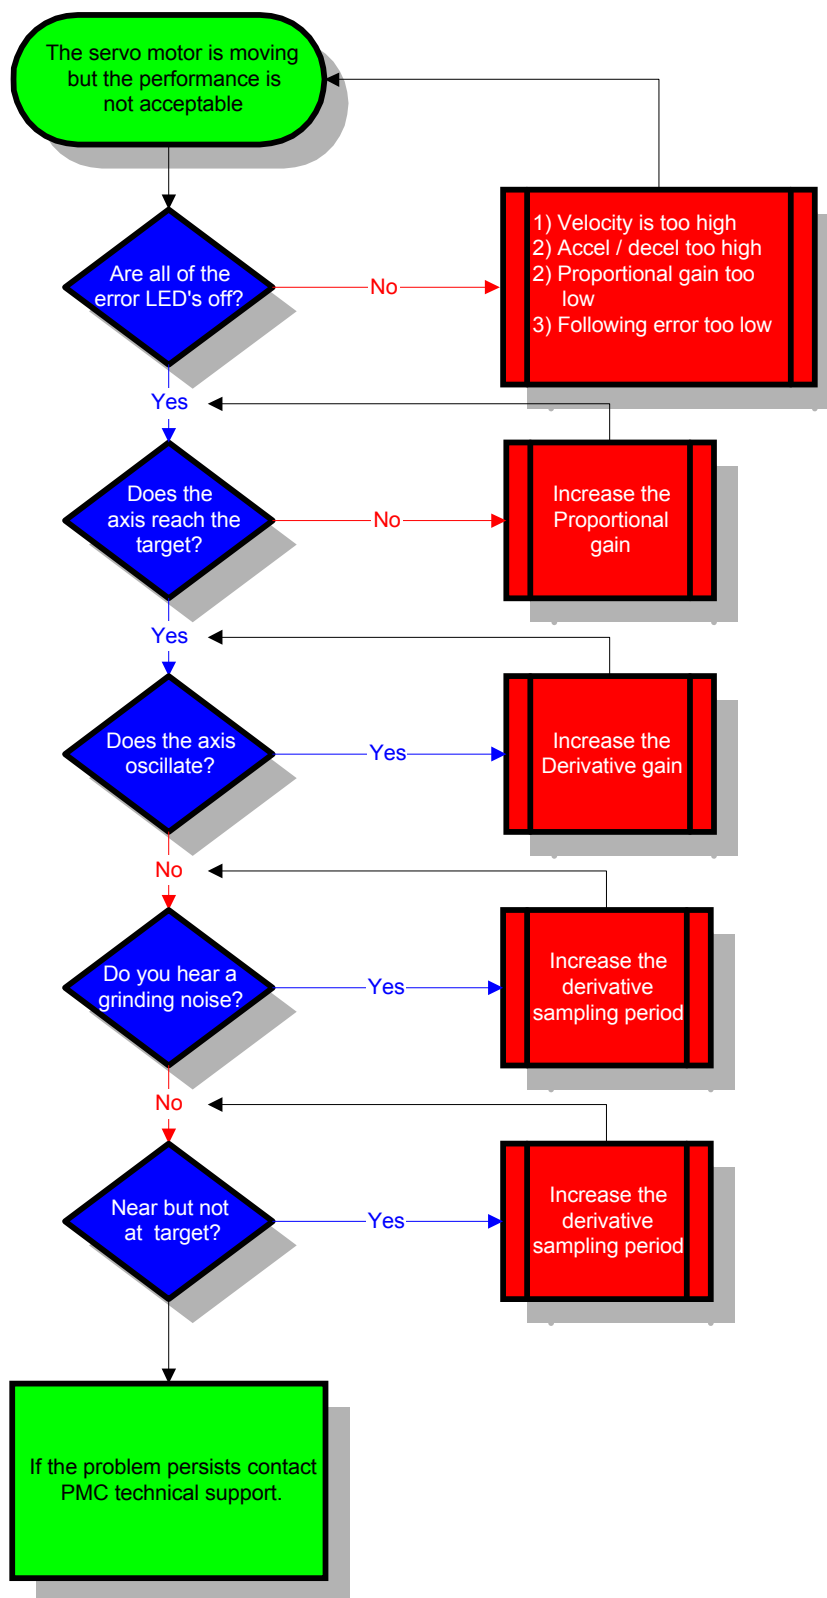 The servo motor is moving
but the performance is
not acceptable
Are all of the
error LED's off?
No
1) Velocity is too high
2) Accel / decel too high
2) Proportional gain too
low
3) Following error too low
Yes
Does the
axis reach the
target?
No
Increase the
Proportional
gain
Yes
Does the axis
oscillate?
Yes
Increase the
Derivative gain
No
Do you hear a
grinding noise?
Yes
Increase the
derivative
sampling period
No
Near but not
at target?
Yes
Increase the
derivative
sampling period
If the problem persists contact
PMC technical support.